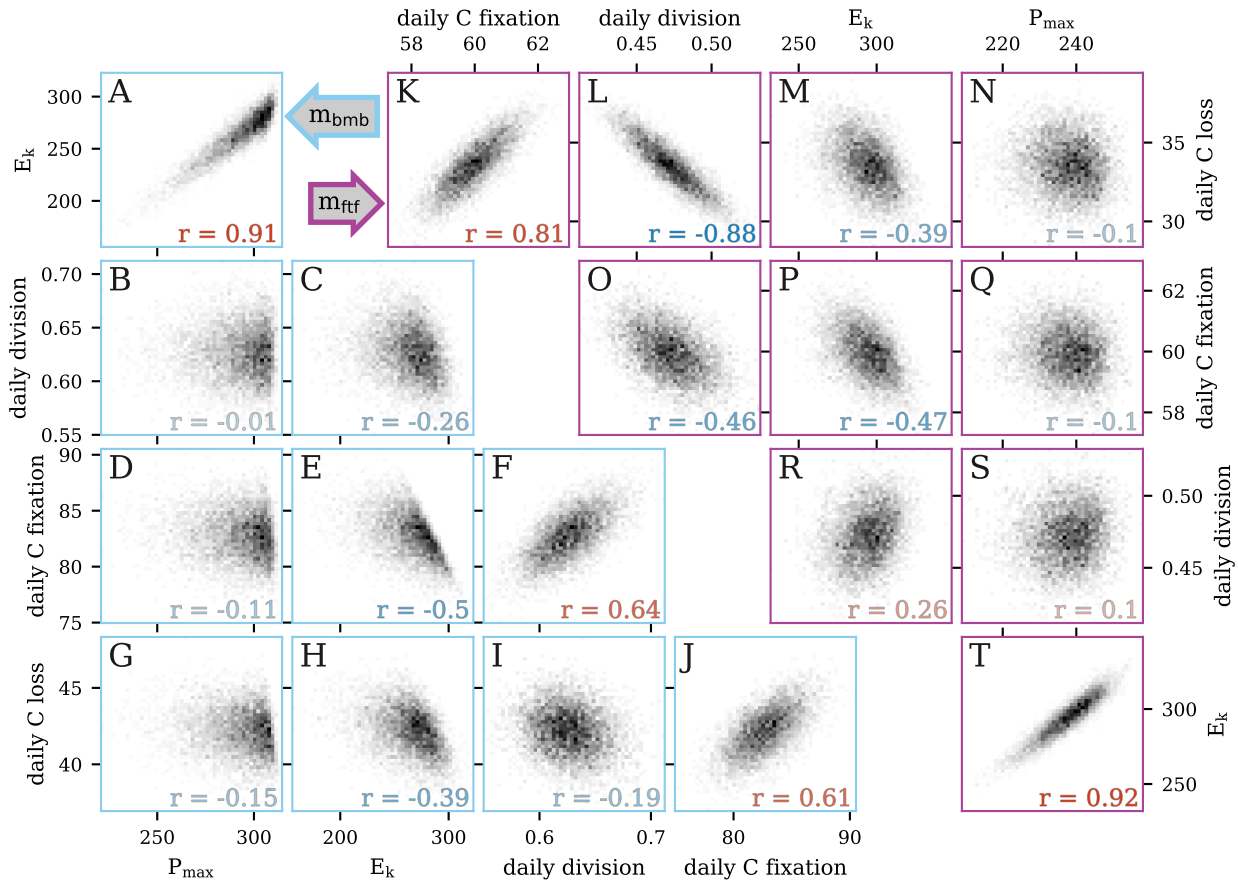 daily C fixation daily division E_k P_max
58 60 62 0.45 0.50 250 300 220 240
A K L M N
300
250
200
E_k
m_bmb
m_ftf
35
30
daily C loss
r = 0.91 r = 0.81 r = -0.88 r = -0.39 r = -0.1
B C O P Q
0.70
0.65
0.60
0.55
daily division
62
60
58
daily C fixation
r = -0.01 r = -0.26 r = -0.46 r = -0.47 r = -0.1
D E F R S
90
85
80
75
daily C fixation
0.50
0.45
daily division
r = -0.11 r = -0.5 r = 0.64 r = 0.26 r = 0.1
G H I J T
45
40
daily C loss
300
250
E_k
r = -0.15 r = -0.39 r = -0.19 r = 0.61 r = 0.92
250 300 200 300 0.6 0.7 80 90
P_max E_k daily division daily C fixation